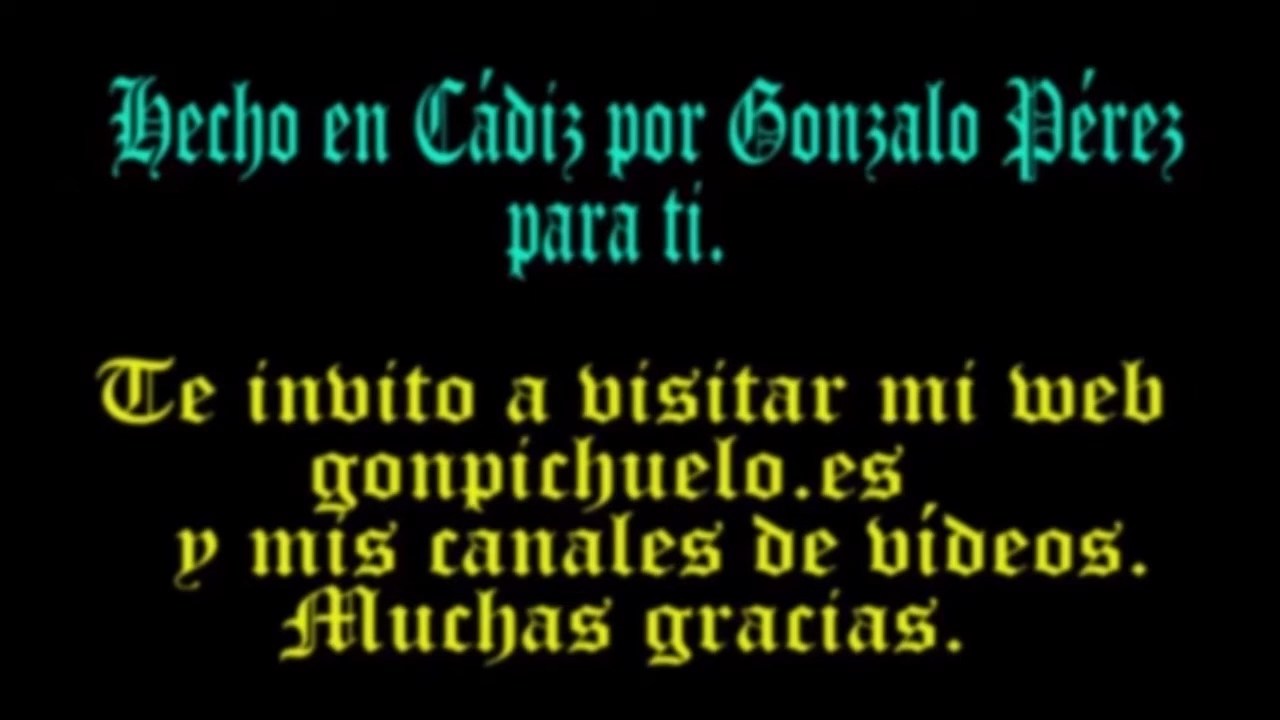 Hecho en Cádiz por Gonzalo Pérez
para ti.
Te invito a visitar mi web
gonpichuelo.es
y mis canales de vídeos.
Muchas gracias.